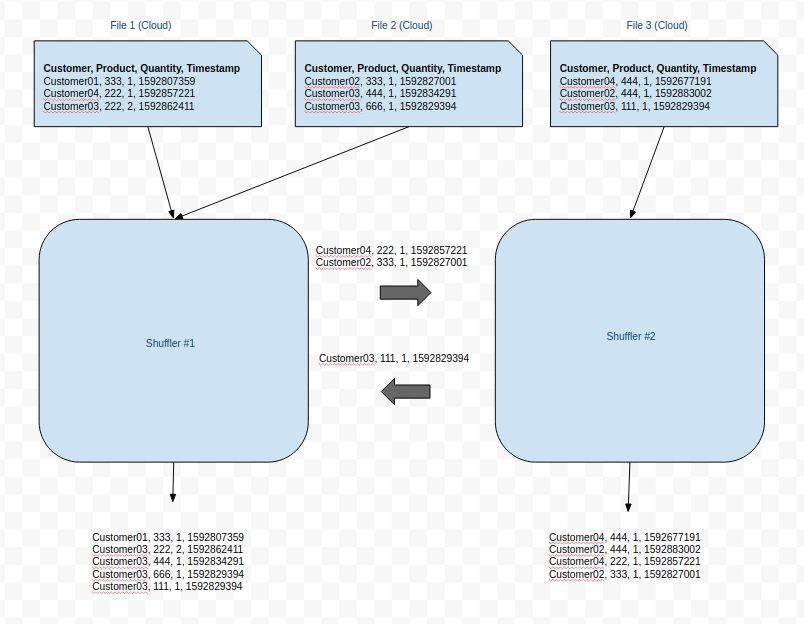 File 1 (Cloud)
Customer, Product, Quantity, Timestamp
Customer01, 333, 1, 1592807359
Customer04, 222, 1, 1592857221
Customer03, 222, 2, 1592862411
File 2 (Cloud)
Customer, Product, Quantity, Timestamp
Customer02, 333, 1, 1592827001
Customer03, 444, 1, 1592834291
Customer03, 666, 1, 1592829394
File 3 (Cloud)
Customer, Product, Quantity, Timestamp
Customer04, 444, 1, 1592677191
Customer02, 444, 1, 1592883002
Customer03, 111, 1, 1592829394
Shuffler #1
Customer04, 222, 1, 1592857221
Customer02, 333, 1, 1592827001
Customer03, 111, 1, 1592829394
Shuffler #2
Customer01, 333, 1, 1592807359
Customer03, 222, 2, 1592862411
Customer03, 444, 1, 1592834291
Customer03, 666, 1, 1592829394
Customer03, 111, 1, 1592829394
Customer04, 444, 1, 1592677191
Customer02, 444, 1, 1592883002
Customer04, 222, 1, 1592857221
Customer02, 333, 1, 1592827001